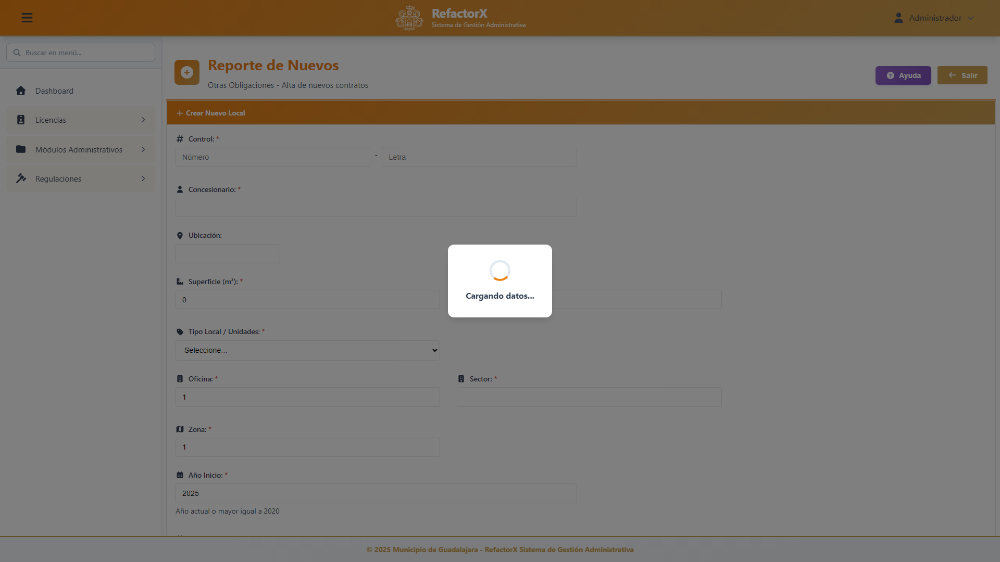 RefactorX
Sistema de Gestión Administrativa
Administrador
Buscar en menú...
Dashboard
Licencias
Módulos Administrativos
Regulaciones
Reporte de Nuevos
Otras Obligaciones - Alta de nuevos contratos
Ayuda
Salir
Crear Nuevo Local
Control: *
Número
-
Letra
Concesionario: *
Ubicación:
Superficie (m²): *
0
Cargando datos...
Tipo Local / Unidades: *
Seleccione...
Oficina: *
1
Sector: *
Zona: *
1
Año Inicio: *
2025
Año actual o mayor igual a 2020
© 2025 Municipio de Guadalajara - RefactorX Sistema de Gestión Administrativa